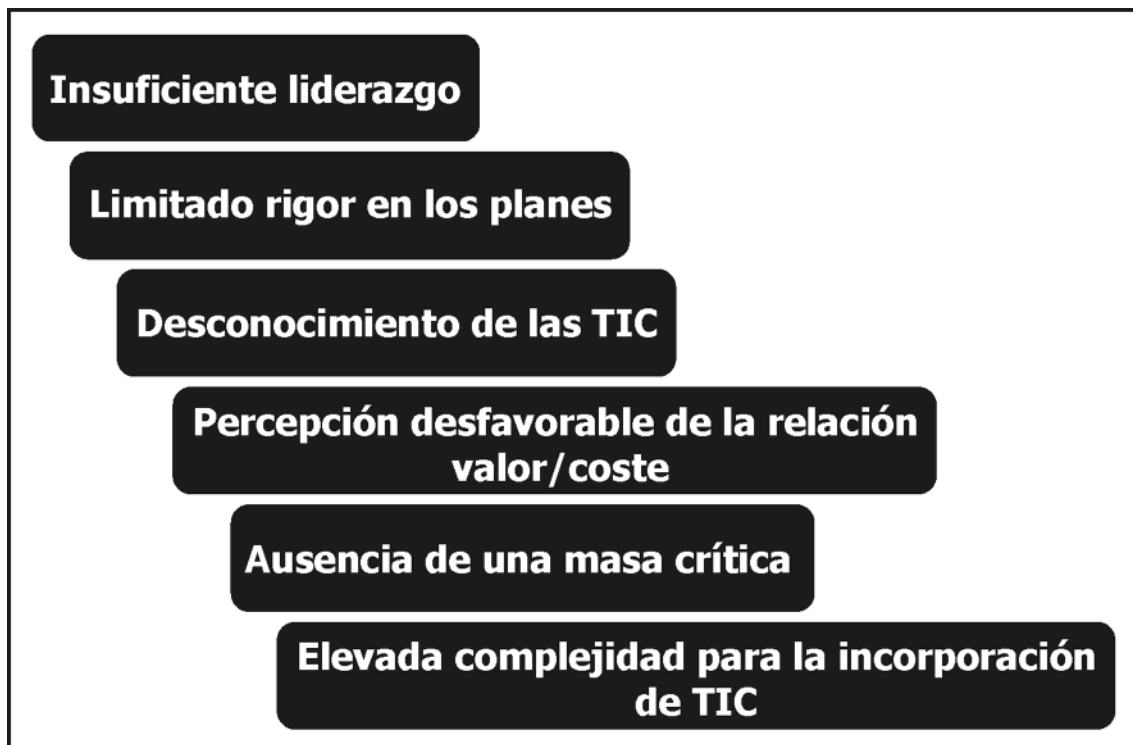 Insuficiente liderazgo
Limitado rigor en los planes
Desconocimiento de las TIC
Percepción desfavorable de la relación
valor/coste
Ausencia de una masa crítica
Elevada complejidad para la incorporación
de TIC